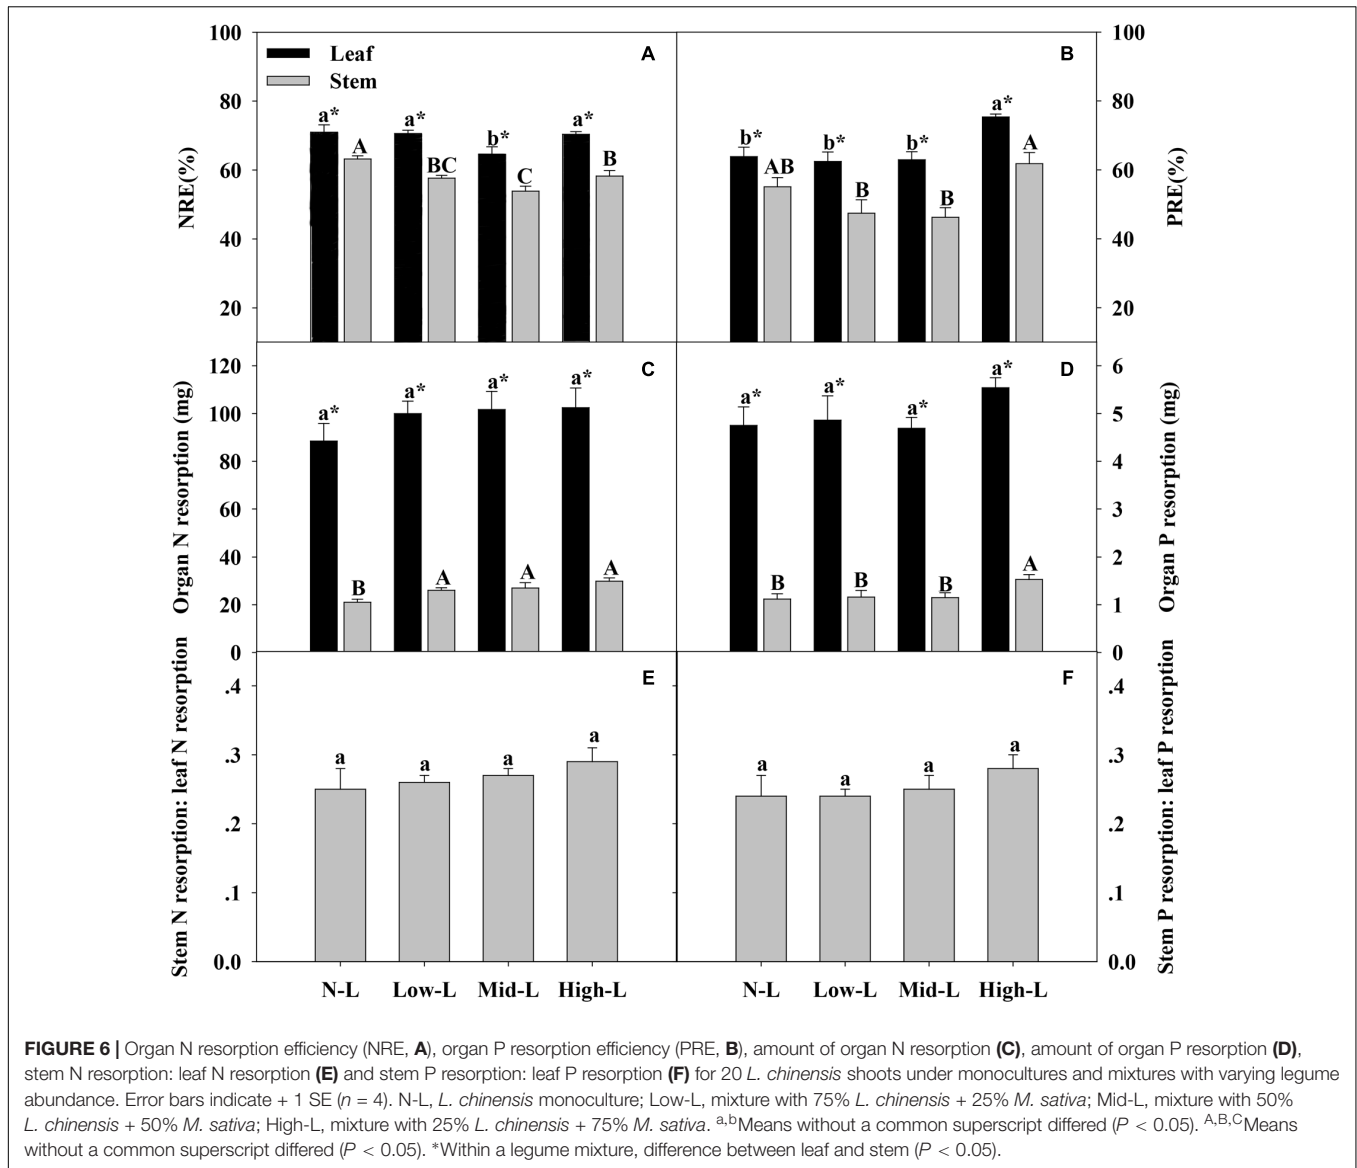 100
80
60
40
20
NRE(%)
Leaf
Stem
A
a*
A
a*
BC
b*
C
a*
B
B
b*
AB
b*
B
b*
B
a*
A
100
80
60
40
20
PRE(%)
120
100
80
60
40
20
0
Organ N resorption (mg)
C
a*
B
a*
A
a*
A
a*
A
D
a*
B
a*
B
a*
B
a*
A
6
5
4
3
2
1
0
Organ P resorption (mg)
.4
.3
.2
.1
0.0
Stem N resorption: leaf N resorption
E
a
a
a
a
F
a
a
a
a
.4
.3
.2
.1
0.0
Stem P resorption: leaf P resorption
N-L Low-L Mid-L High-L
N-L Low-L Mid-L High-L
FIGURE 6 | Organ N resorption efficiency (NRE, A), organ P resorption efficiency (PRE, B), amount of organ N resorption (C), amount of organ P resorption (D),
stem N resorption: leaf N resorption (E) and stem P resorption: leaf P resorption (F) for 20 L. chinensis shoots under monocultures and mixtures with varying legume
abundance. Error bars indicate + 1 SE (n = 4). N-L, L. chinensis monoculture; Low-L, mixture with 75% L. chinensis + 25% M. sativa; Mid-L, mixture with 50%
L. chinensis + 50% M. sativa; High-L, mixture with 25% L. chinensis + 75% M. sativa. a,bMeans without a common superscript differed (P < 0.05). A,B,CMeans
without a common superscript differed (P < 0.05). *Within a legume mixture, difference between leaf and stem (P < 0.05).